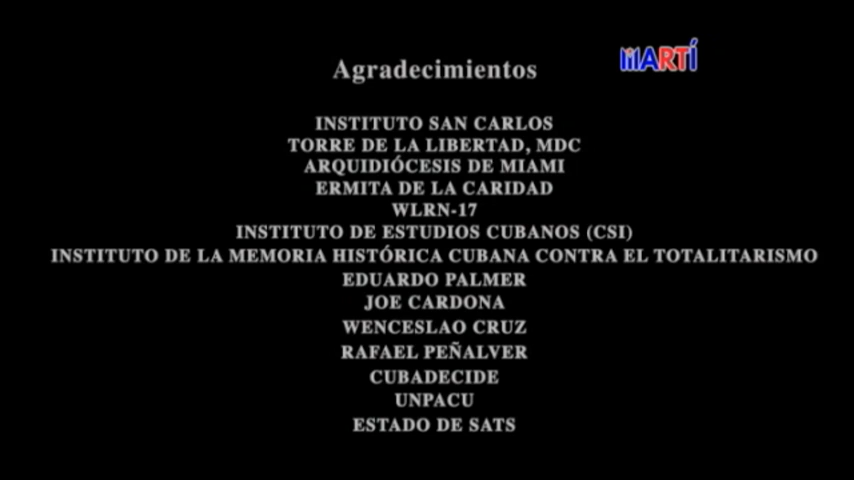 Agradecimientos
MARTÍ
INSTITUTO SAN CARLOS
TORRE DE LA LIBERTAD, MDC
ARQUIDIÓCESIS DE MIAMI
ERMITA DE LA CARIDAD
WLRN-17
INSTITUTO DE ESTUDIOS CUBANOS (CSI)
INSTITUTO DE LA MEMORIA HISTÓRICA CUBANA CONTRA EL TOTALITARISMO
EDUARDO PALMER
JOE CARDONA
WENCESLAO CRUZ
RAFAEL PEÑALVER
CUBADECIDE
UNPACU
ESTADO DE SATS